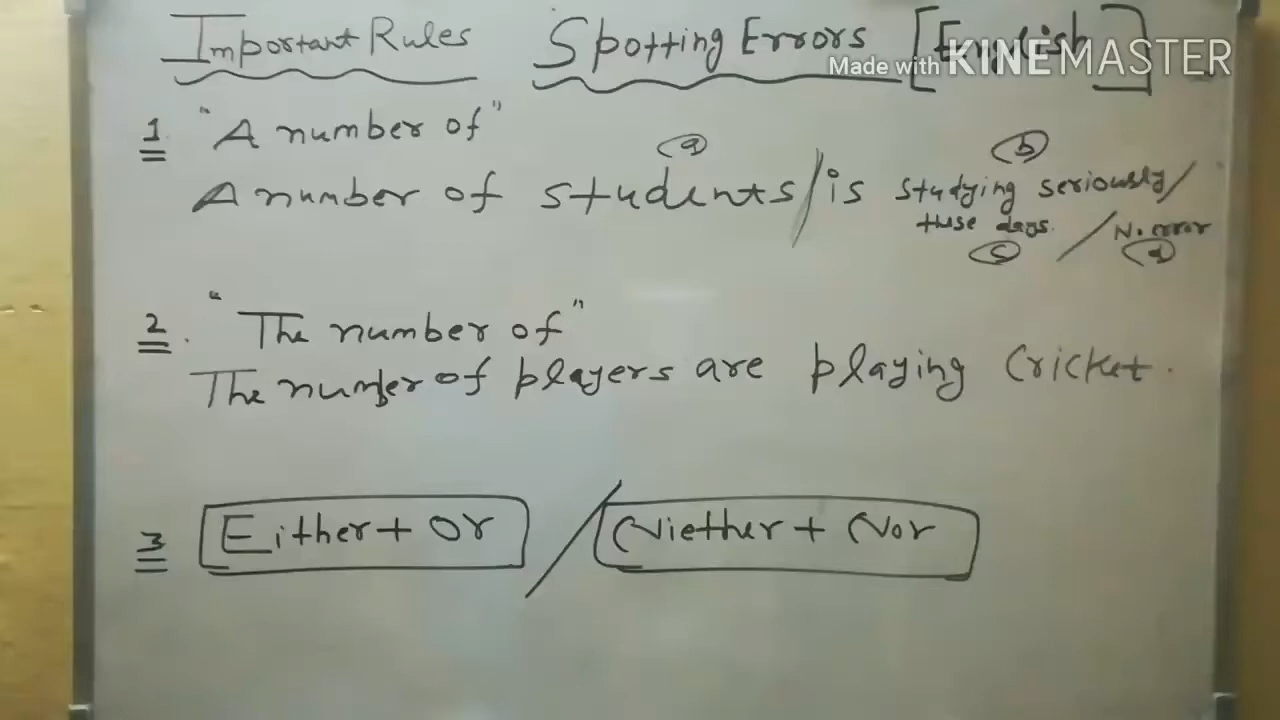 Important Rules Spotting Errors [English]
Made with KINEMASTER
1 "A number of"
(a) (b)
A number of students/is studying seriously/
these days. / No error
(c) (d)
2. "The number of"
The number of players are playing Cricket.
3 Either + Or / Niether + Nor